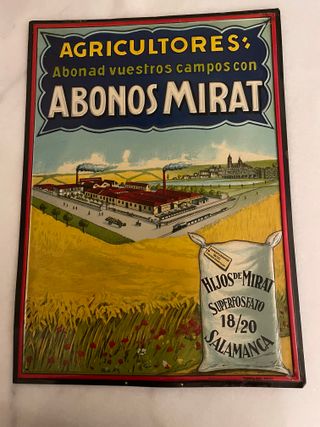 AGRICULTORES:
Abonad vuestros campos con
ABONOS MIRAT
HIJOS DE MIRAT
SUPERFOSFATO
18/20
SALAMANCA